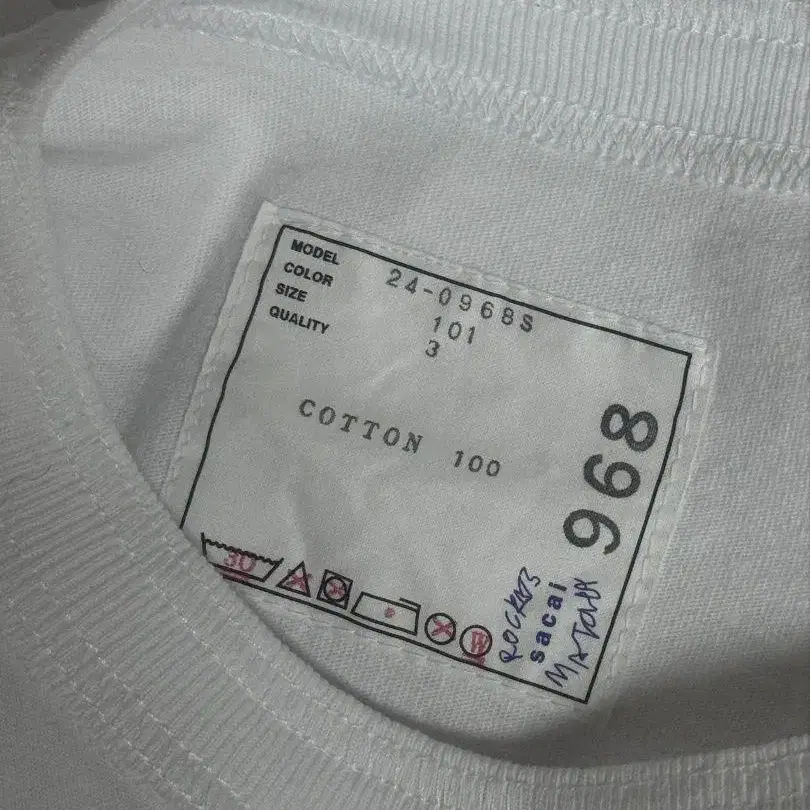 MODEL 24-0968S
COLOR 101
SIZE 3
QUALITY
COTTON 100
968
30
sacai